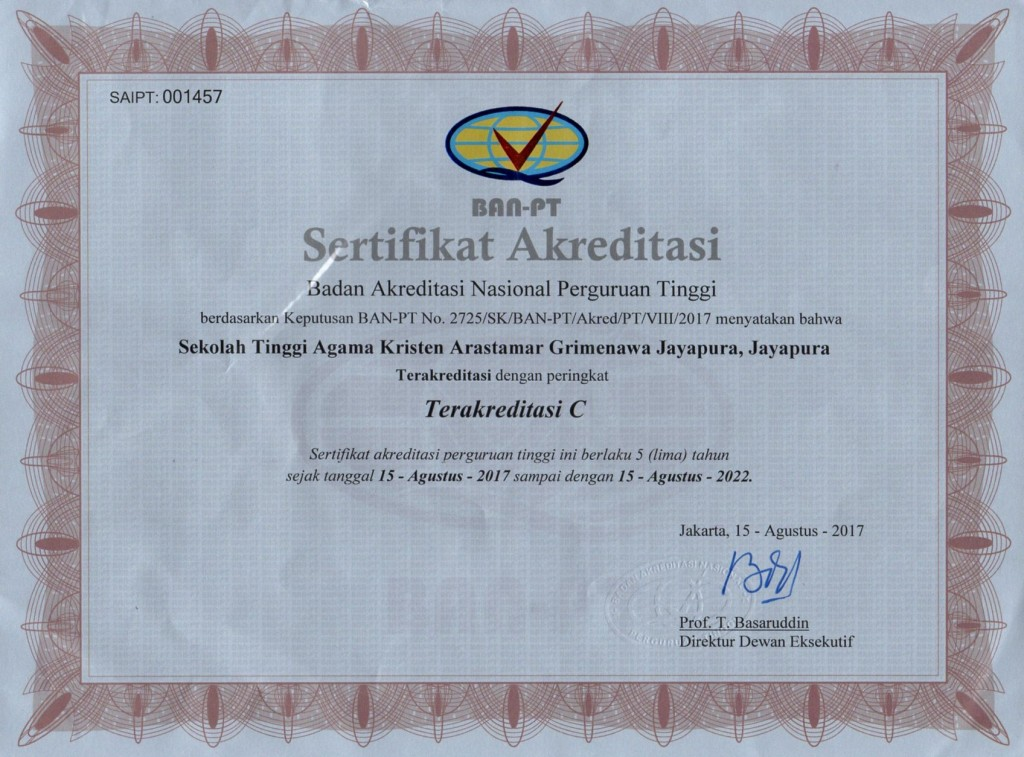 SAIPT: 001457
BAN-PT
Sertifikat Akreditasi
Badan Akreditasi Nasional Perguruan Tinggi
berdasarkan Keputusan BAN-PT No. 2725/SK/BAN-PT/Akred/PT/VIII/2017 menyatakan bahwa
Sekolah Tinggi Agama Kristen Arastamar Grimenawa Jayapura, Jayapura
Terakreditasi dengan peringkat
Terakreditasi C
Sertifikat akreditasi perguruan tinggi ini berlaku 5 (lima) tahun
sejak tanggal 15 - Agustus - 2017 sampai dengan 15 - Agustus - 2022.
Jakarta, 15 - Agustus - 2017
Prof. T. Basaruddin
Direktur Dewan Eksekutif